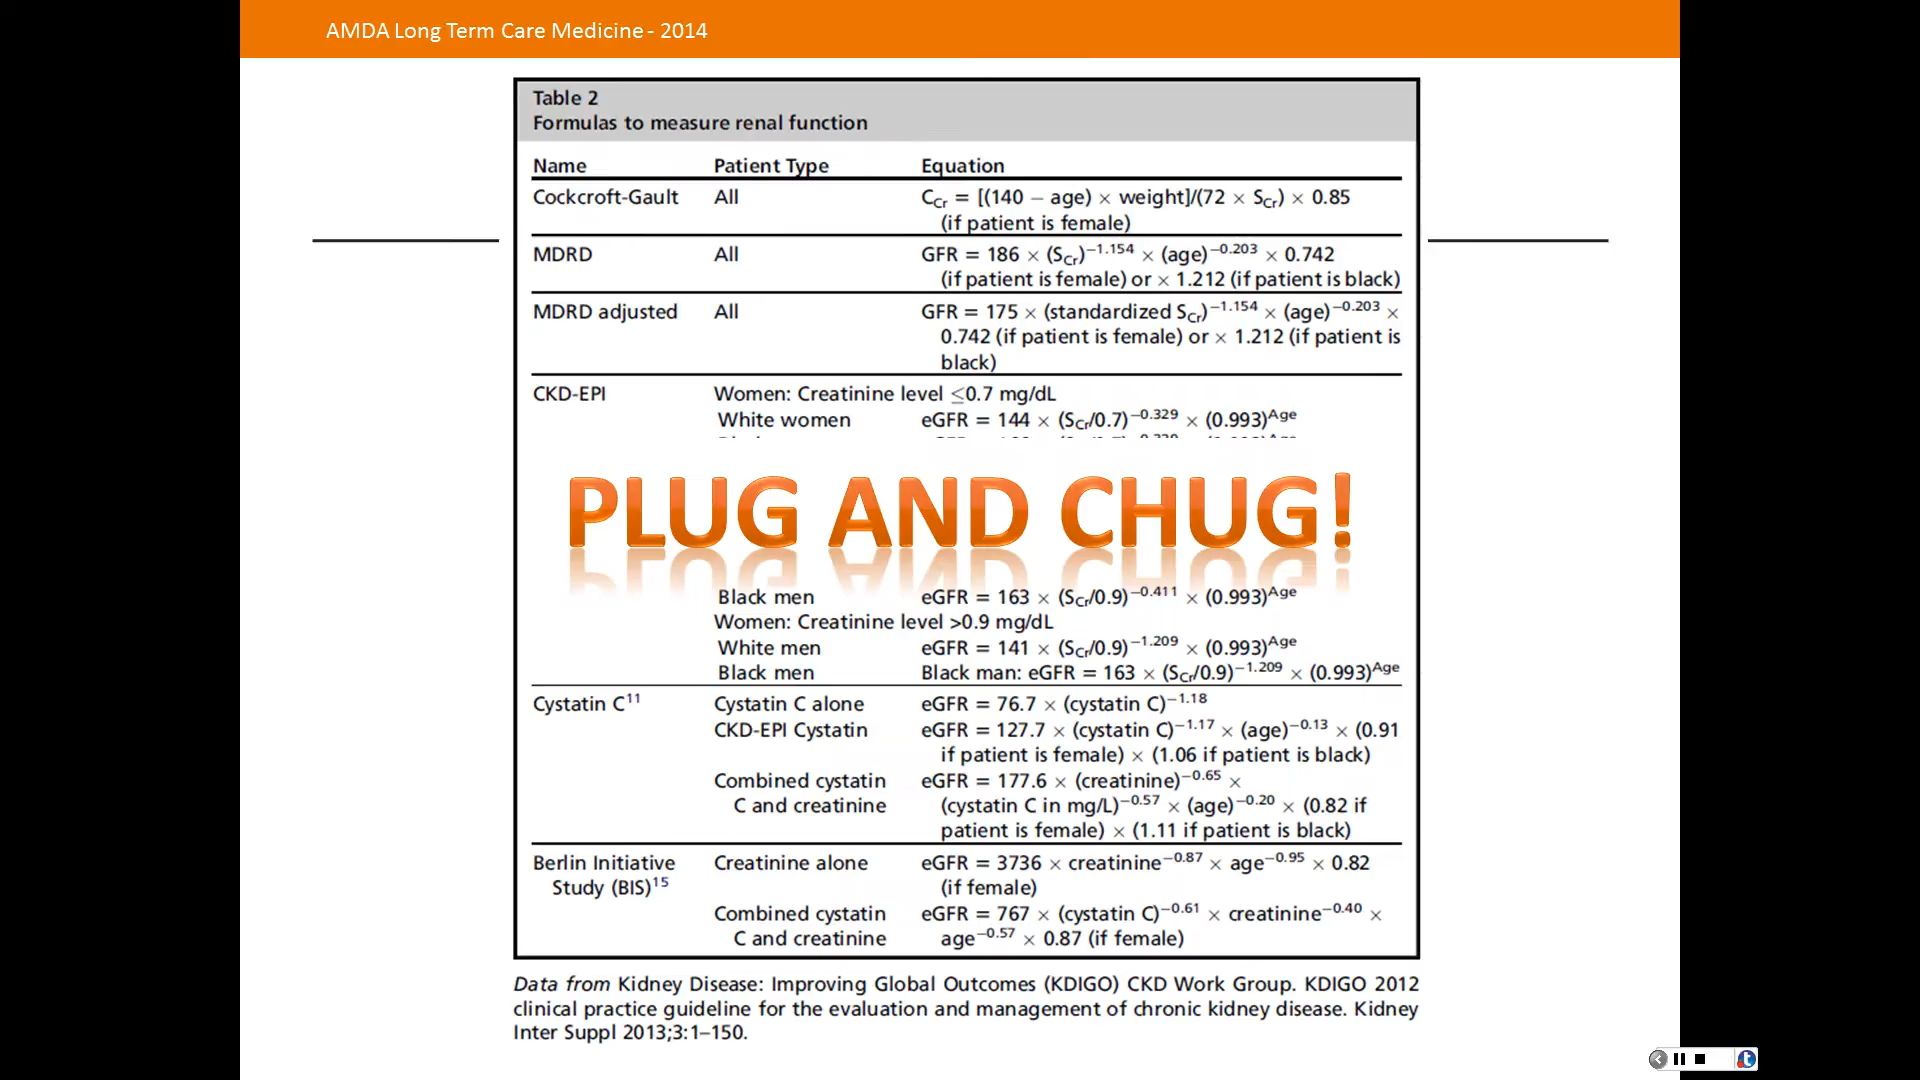 AMDA Long Term Care Medicine - 2014
Table 2
Formulas to measure renal function
Name Patient Type Equation
Cockcroft-Gault All C_Cr = [(140 − age) × weight]/(72 × S_Cr) × 0.85
(if patient is female)
MDRD All GFR = 186 × (S_Cr)^−1.154 × (age)^−0.203 × 0.742
(if patient is female) or × 1.212 (if patient is black)
MDRD adjusted All GFR = 175 × (standardized S_Cr)^−1.154 × (age)^−0.203 ×
0.742 (if patient is female) or × 1.212 (if patient is
black)
CKD-EPI Women: Creatinine level ≤0.7 mg/dL
White women eGFR = 144 × (S_Cr/0.7)^−0.329 × (0.993)^Age
PLUG AND CHUG!
Black men eGFR = 163 × (S_Cr/0.9)^−0.411 × (0.993)^Age
Women: Creatinine level >0.9 mg/dL
White men eGFR = 141 × (S_Cr/0.9)^−1.209 × (0.993)^Age
Black men Black man: eGFR = 163 × (S_Cr/0.9)^−1.209 × (0.993)^Age
Cystatin C^11 Cystatin C alone eGFR = 76.7 × (cystatin C)^−1.18
CKD-EPI Cystatin eGFR = 127.7 × (cystatin C)^−1.17 × (age)^−0.13 × (0.91
if patient is female) × (1.06 if patient is black)
Combined cystatin eGFR = 177.6 × (creatinine)^−0.65 ×
C and creatinine (cystatin C in mg/L)^−0.57 × (age)^−0.20 × (0.82 if
patient is female) × (1.11 if patient is black)
Berlin Initiative Creatinine alone eGFR = 3736 × creatinine^−0.87 × age^−0.95 × 0.82
Study (BIS)^15 (if female)
Combined cystatin eGFR = 767 × (cystatin C)^−0.61 × creatinine^−0.40 ×
C and creatinine age^−0.57 × 0.87 (if female)
Data from Kidney Disease: Improving Global Outcomes (KDIGO) CKD Work Group. KDIGO 2012
clinical practice guideline for the evaluation and management of chronic kidney disease. Kidney
Inter Suppl 2013;3:1–150.